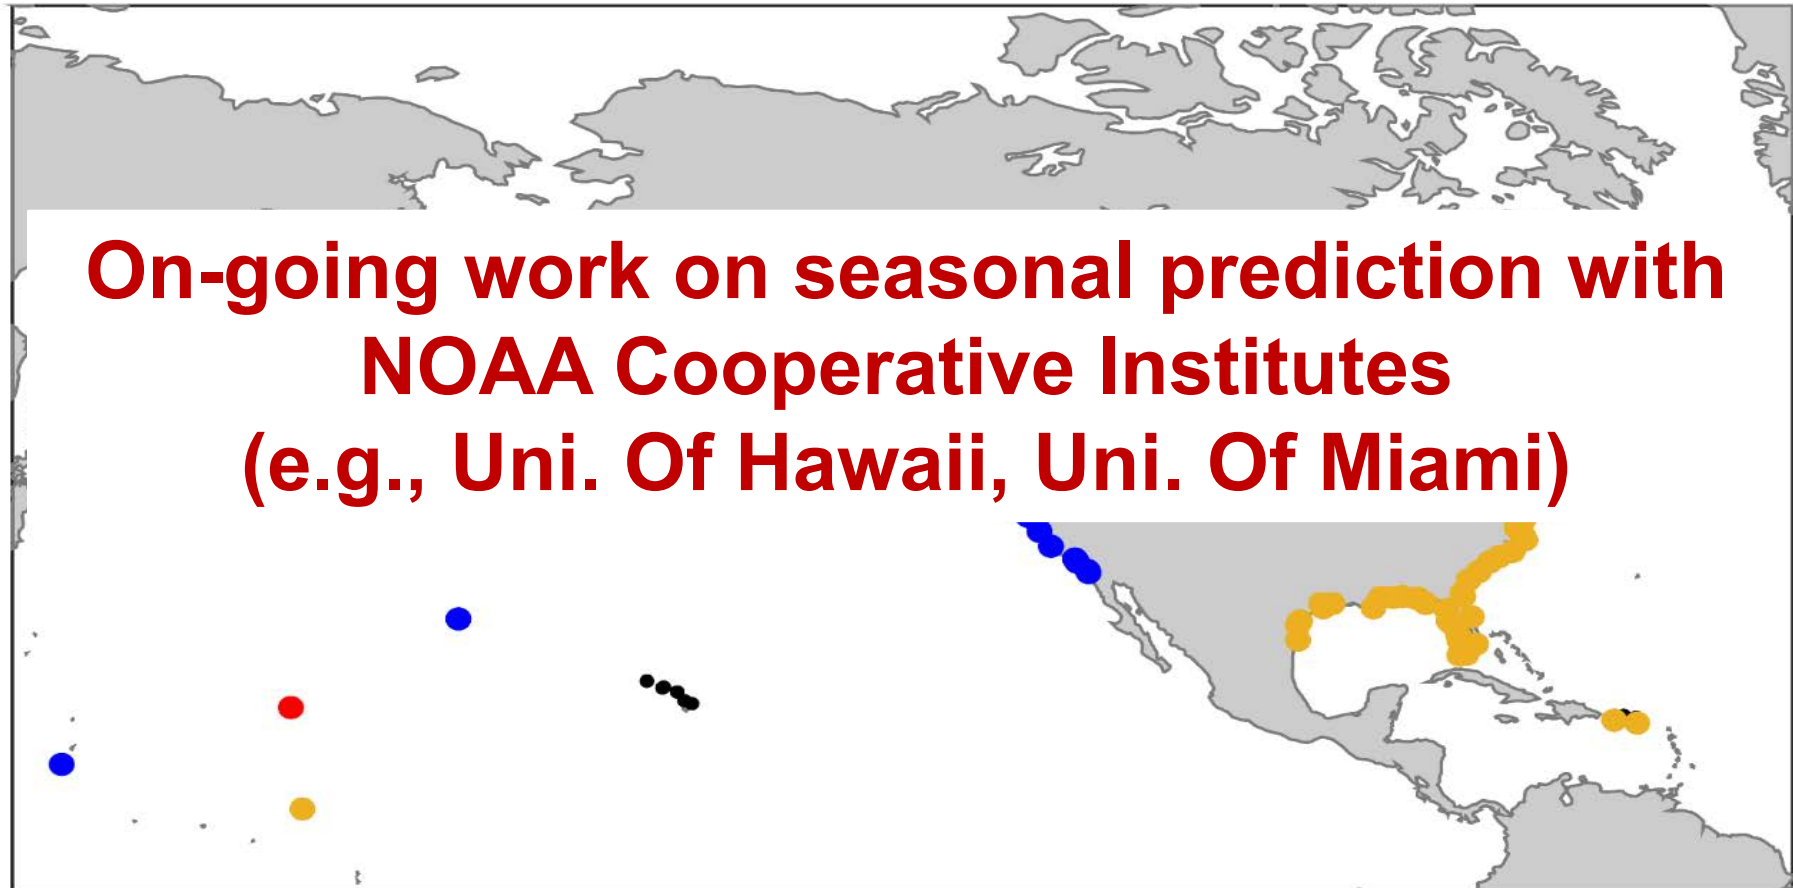 On-going work on seasonal prediction with
NOAA Cooperative Institutes
(e.g., Uni. Of Hawaii, Uni. Of Miami)